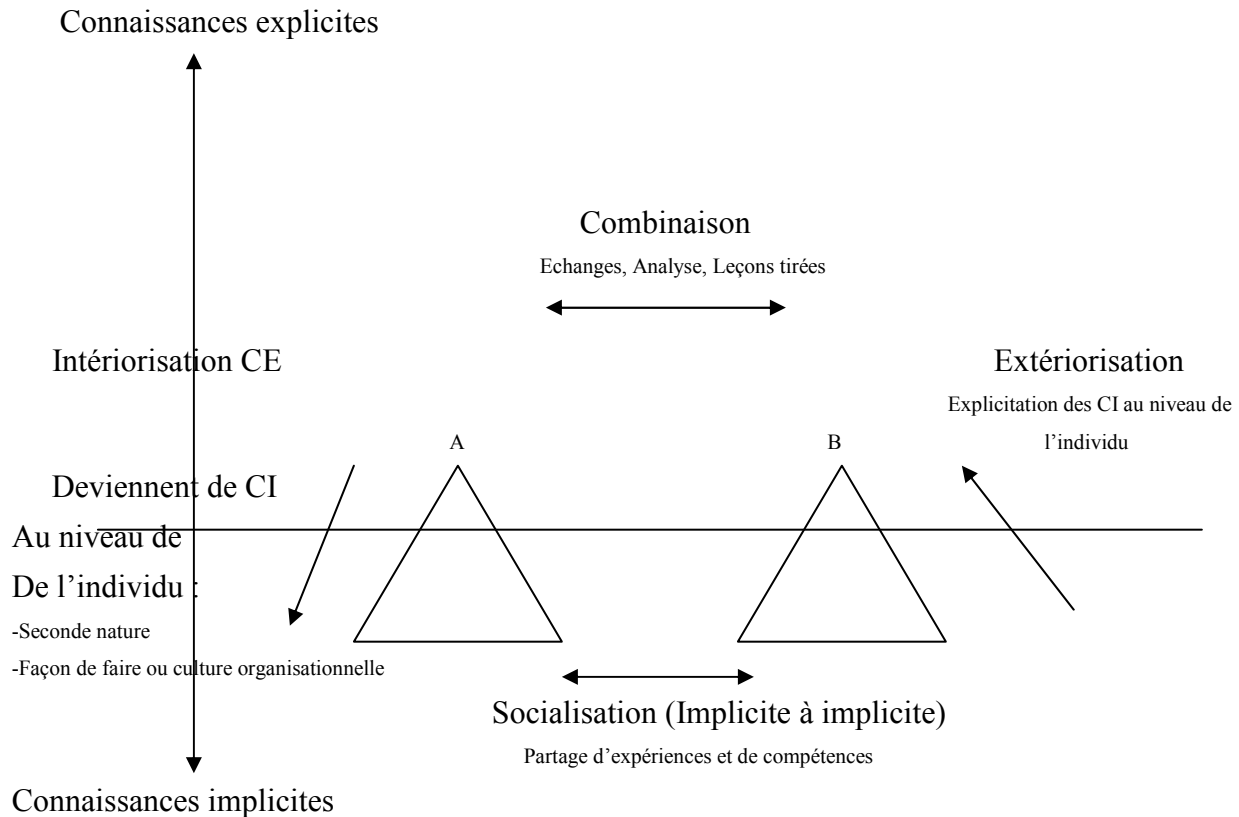 Connaissances explicites
Combinaison
Echanges, Analyse, Leçons tirées
Intériorisation CE
Extériorisation
Explicitation des CI au niveau de
l’individu
A
B
Deviennent de CI
Au niveau de
De l’individu :
-Seconde nature
-Façon de faire ou culture organisationnelle
Socialisation (Implicite à implicite)
Partage d’expériences et de compétences
Connaissances implicites